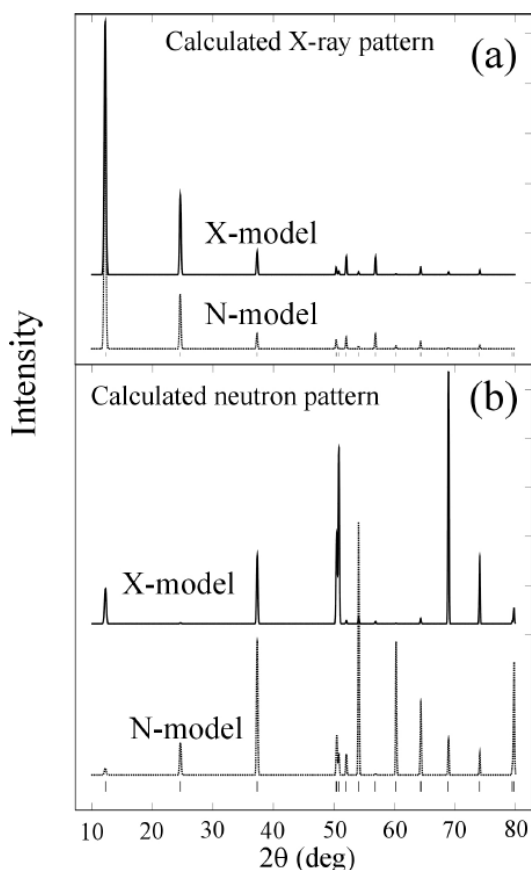 Calculated X-ray pattern
(a)
X-model
N-model
Calculated neutron pattern
(b)
X-model
N-model
Intensity
10 20 30 40 50 60 70 80
2θ (deg)